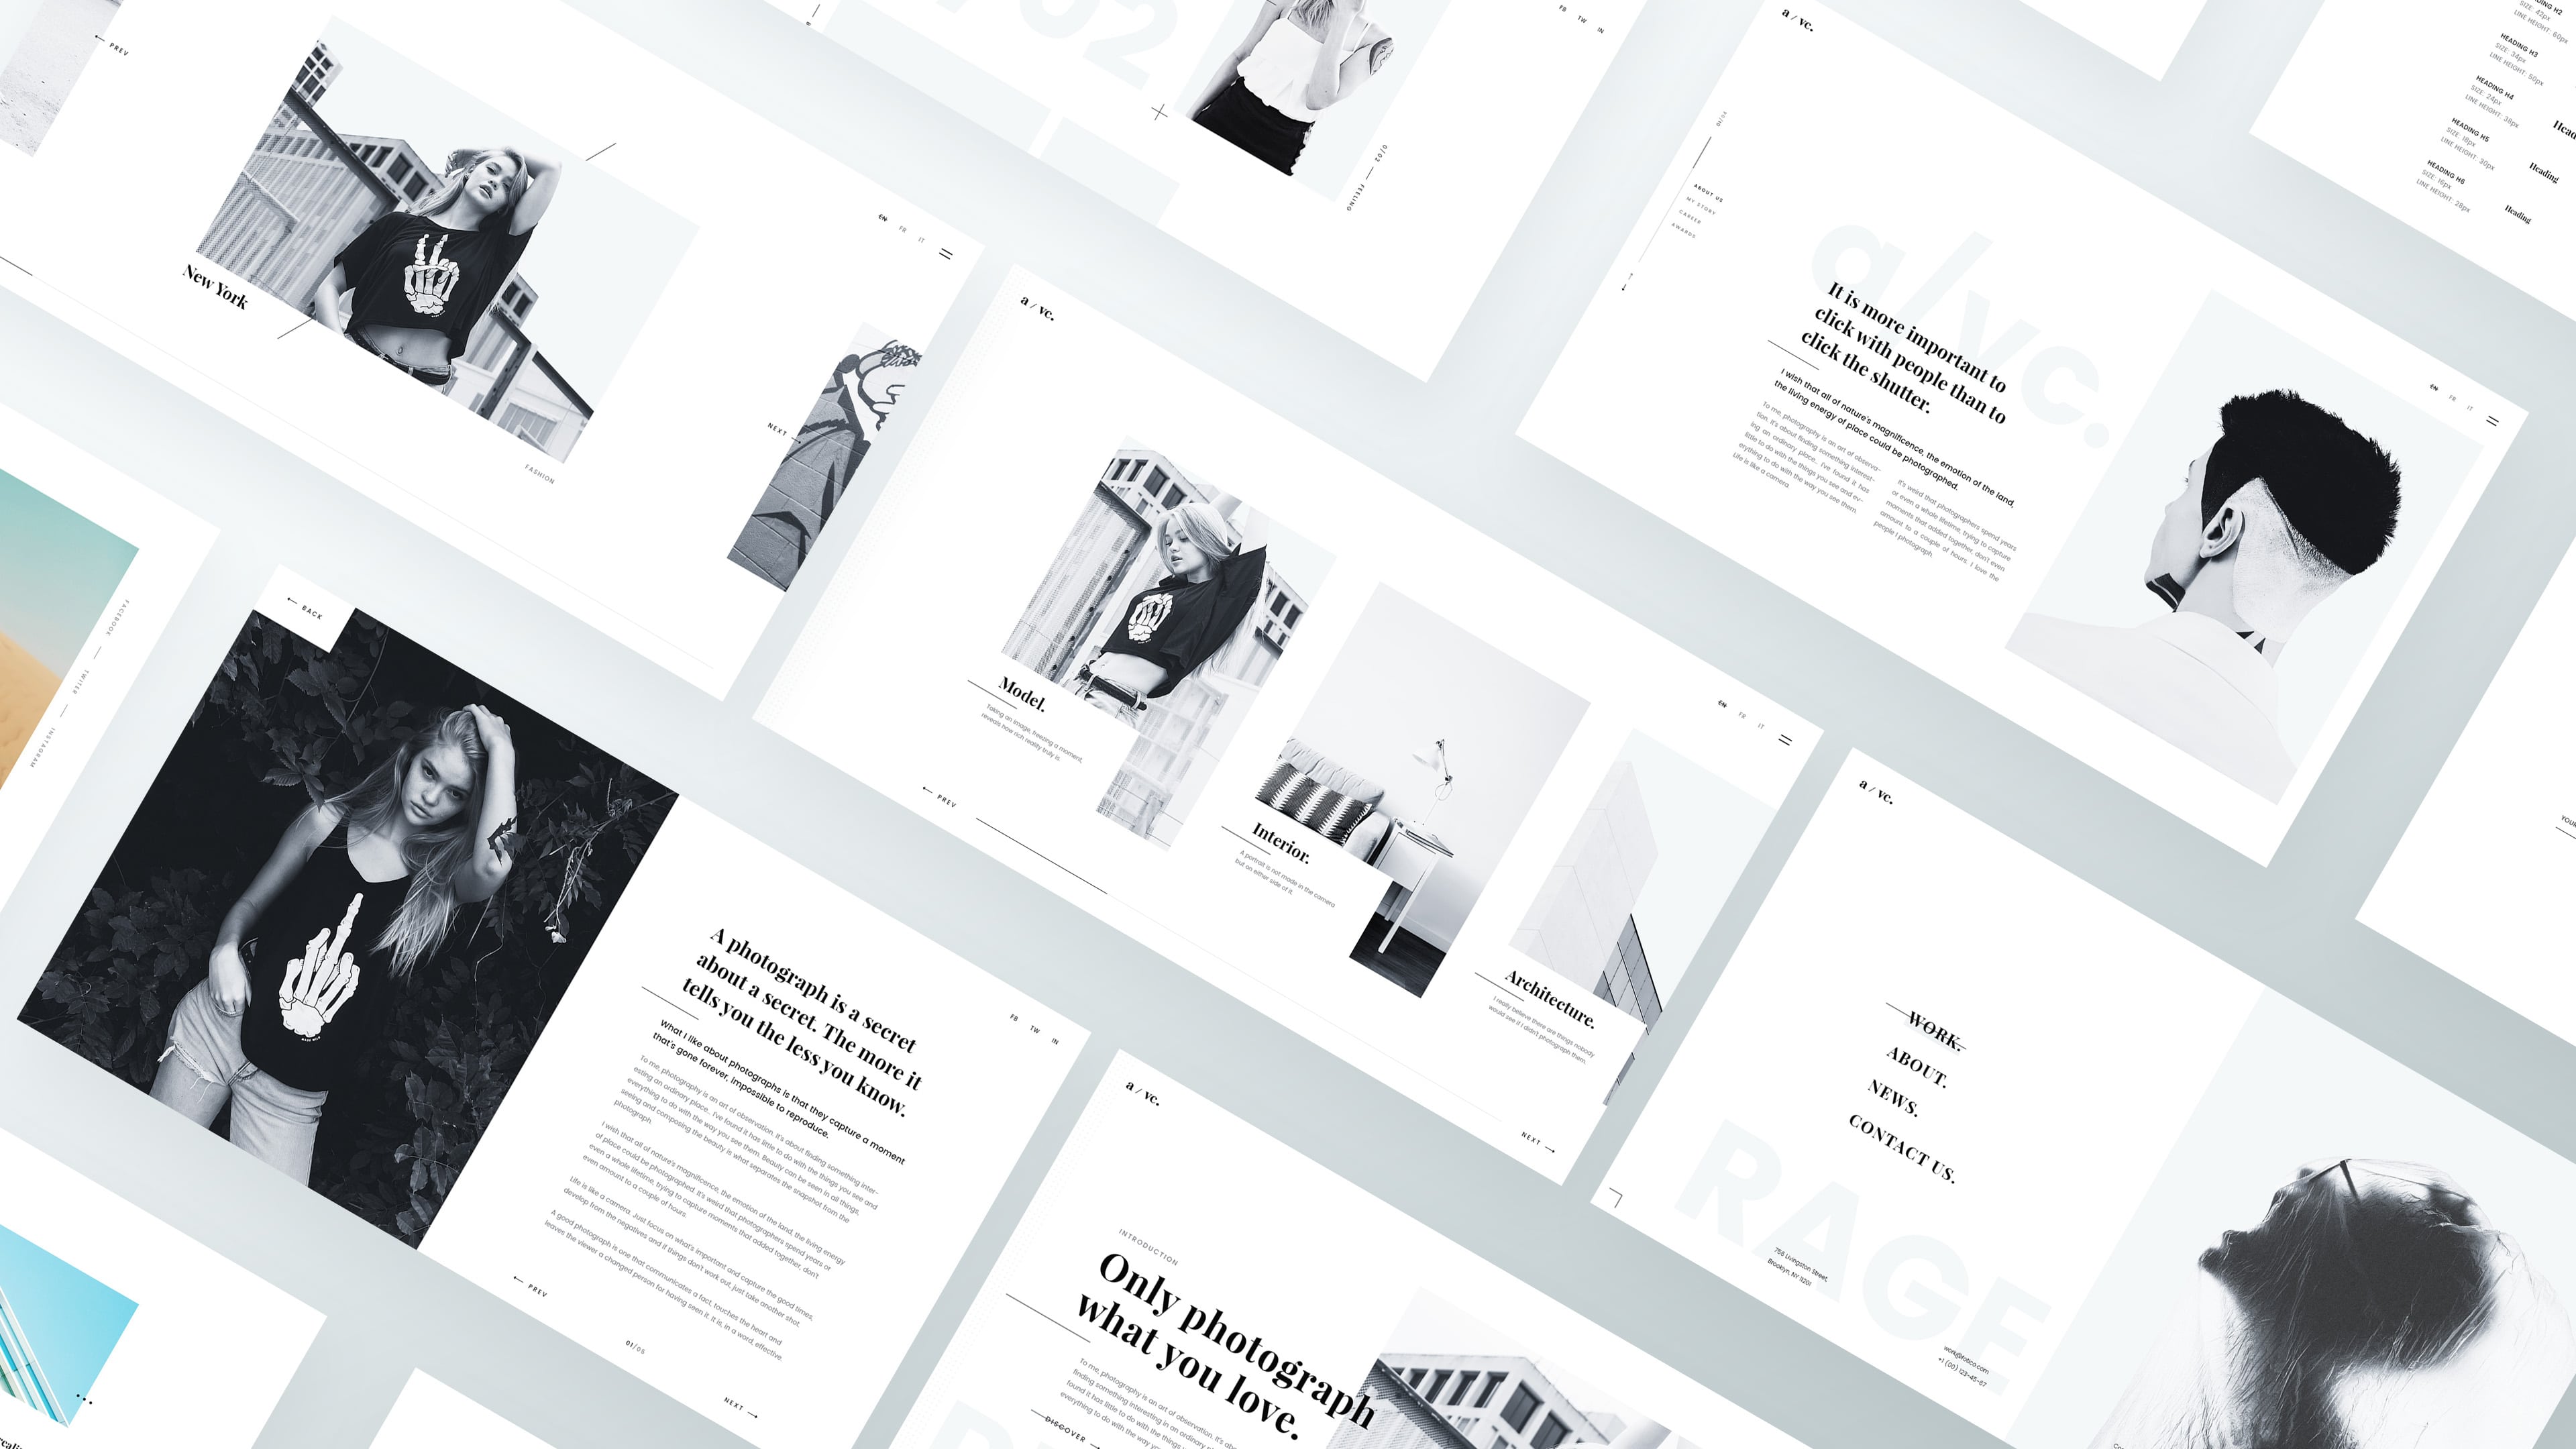 ← PREV
New York
FASHION
EN FR IT
NEXT →
02
0/02 — FEELING
FB TW IN
a / vc.
ABOUT US
MY STORY
CAREER
AWARDS
a/vc.
It is more important to
click with people than to
click the shutter.
I wish that all of nature's magnificence, the emotion of the land,
the living energy of place could be photographed.
To me, photography is an art of observa-
tion. It's about finding something interest-
ing an ordinary place... I've found it has
little to do with the things you see and ev-
erything to do with the way you see them.
Life is like a camera.
It's weird that photographers spend years
or even a whole lifetime, trying to capture
moments that added together, don't even
amount to a couple of hours. I love the
people I photograph.
EN FR IT
HEADING H2
SIZE: 42px
LINE HEIGHT: 60px
HEADING H3
SIZE: 34px
LINE HEIGHT: 50px
HEADING H4
SIZE: 24px
LINE HEIGHT: 38px
HEADING H5
SIZE: 18px
LINE HEIGHT: 30px
HEADING H6
SIZE: 16px
LINE HEIGHT: 28px
Heading
Heading
FACEBOOK — TWITER — INSTAGRAM
← BACK
A photograph is a secret
about a secret. The more it
tells you the less you know.
What I like about photographs is that they capture a moment
that's gone forever, impossible to reproduce.
To me, photography is an art of observation. It's about finding something inter-
esting an ordinary place... I've found it has little to do with the things you see and
everything to do with the way you see them. Beauty can be seen in all things,
seeing and composing the beauty is what separates the snapshot from the
photograph.
I wish that all of nature's magnificence, the emotion of the land, the living energy
of place could be photographed. It's weird that photographers spend years or
even a whole lifetime, trying to capture moments that added together, don't
even amount to a couple of hours.
Life is like a camera. Just focus on what's important and capture the good times,
develop from the negatives and if things don't work out, just take another shot.
A good photograph is one that communicates a fact, touches the heart and
leaves the viewer a changed person for having seen it. It is, in a word, effective.
FB TW IN
← PREV
01/05
NEXT →
a / vc.
Model.
Taking an image, freezing a moment,
reveals how rich reality truly is.
Interior.
A portrait is not made in the camera
but on either side of it.
Architecture.
I really believe there are things nobody
would see if I didn't photograph them.
EN FR IT
← PREV
NEXT →
a / vc.
WORK.
ABOUT.
NEWS.
CONTACT US.
RAGE
756 Livingston Street,
Brooklyn, NY 11201
work@fotico.com
+1 (00) 123-45-67
a / vc.
INTRODUCTION
Only photograph
what you love.
To me, photography is an art of observation. It's about
finding something interesting in an ordinary
found it has little to do with the things you
everything to do with the way
DISCOVER →